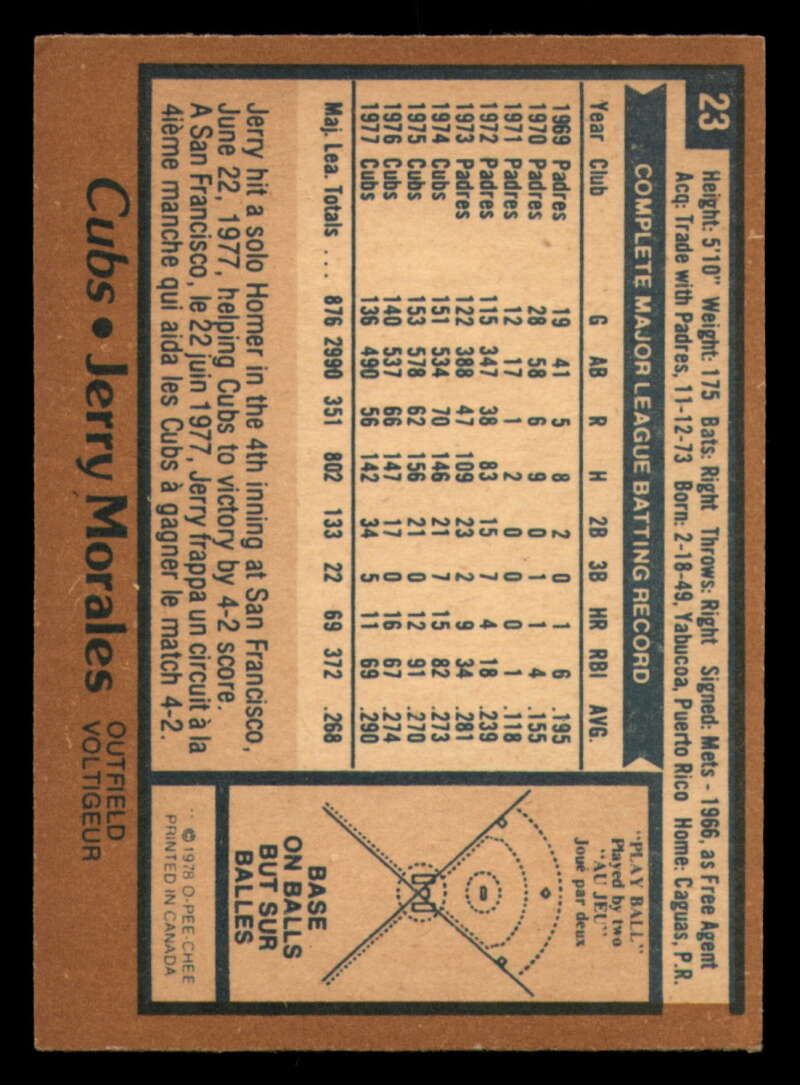 23
Height: 5'10" Weight: 175 Bats: Right Throws: Right Signed: Mets - 1966, as Free Agent
Acq: Trade with Padres, 11-12-73 Born: 2-18-49, Yabucoa, Puerto Rico Home: Caguas, P.R.
COMPLETE MAJOR LEAGUE BATTING RECORD
Year Club G AB R H 2B 3B HR RBI AVG.
1969 Padres 19 41 5 8 2 0 1 6 .195
1970 Padres 28 58 6 9 0 1 1 4 .155
1971 Padres 12 17 1 2 0 0 0 1 .118
1972 Padres 115 347 38 83 15 7 4 18 .239
1973 Padres 122 388 47 109 23 2 9 34 .281
1974 Cubs 151 534 70 146 21 7 15 82 .273
1975 Cubs 153 578 62 156 21 0 12 91 .270
1976 Cubs 140 537 66 147 17 0 16 67 .274
1977 Cubs 136 490 56 142 34 5 11 69 .290
Maj. Lea. Totals ... 876 2990 351 802 133 22 69 372 .268
Jerry hit a solo Homer in the 4th inning at San Francisco,
June 22, 1977, helping Cubs to victory by 4-2 score.
A San Francisco, le 22 juin 1977, Jerry frappa un circuit à la
4ième manche qui aida les Cubs à gagner le match 4-2.
"PLAY BALL"
Played by two
"AU JEU"
Joué par deux
BASE
ON BALLS
BUT SUR
BALLES
© 1978 O-PEE-CHEE
PRINTED IN CANADA
Cubs • Jerry Morales
OUTFIELD
VOLTIGEUR